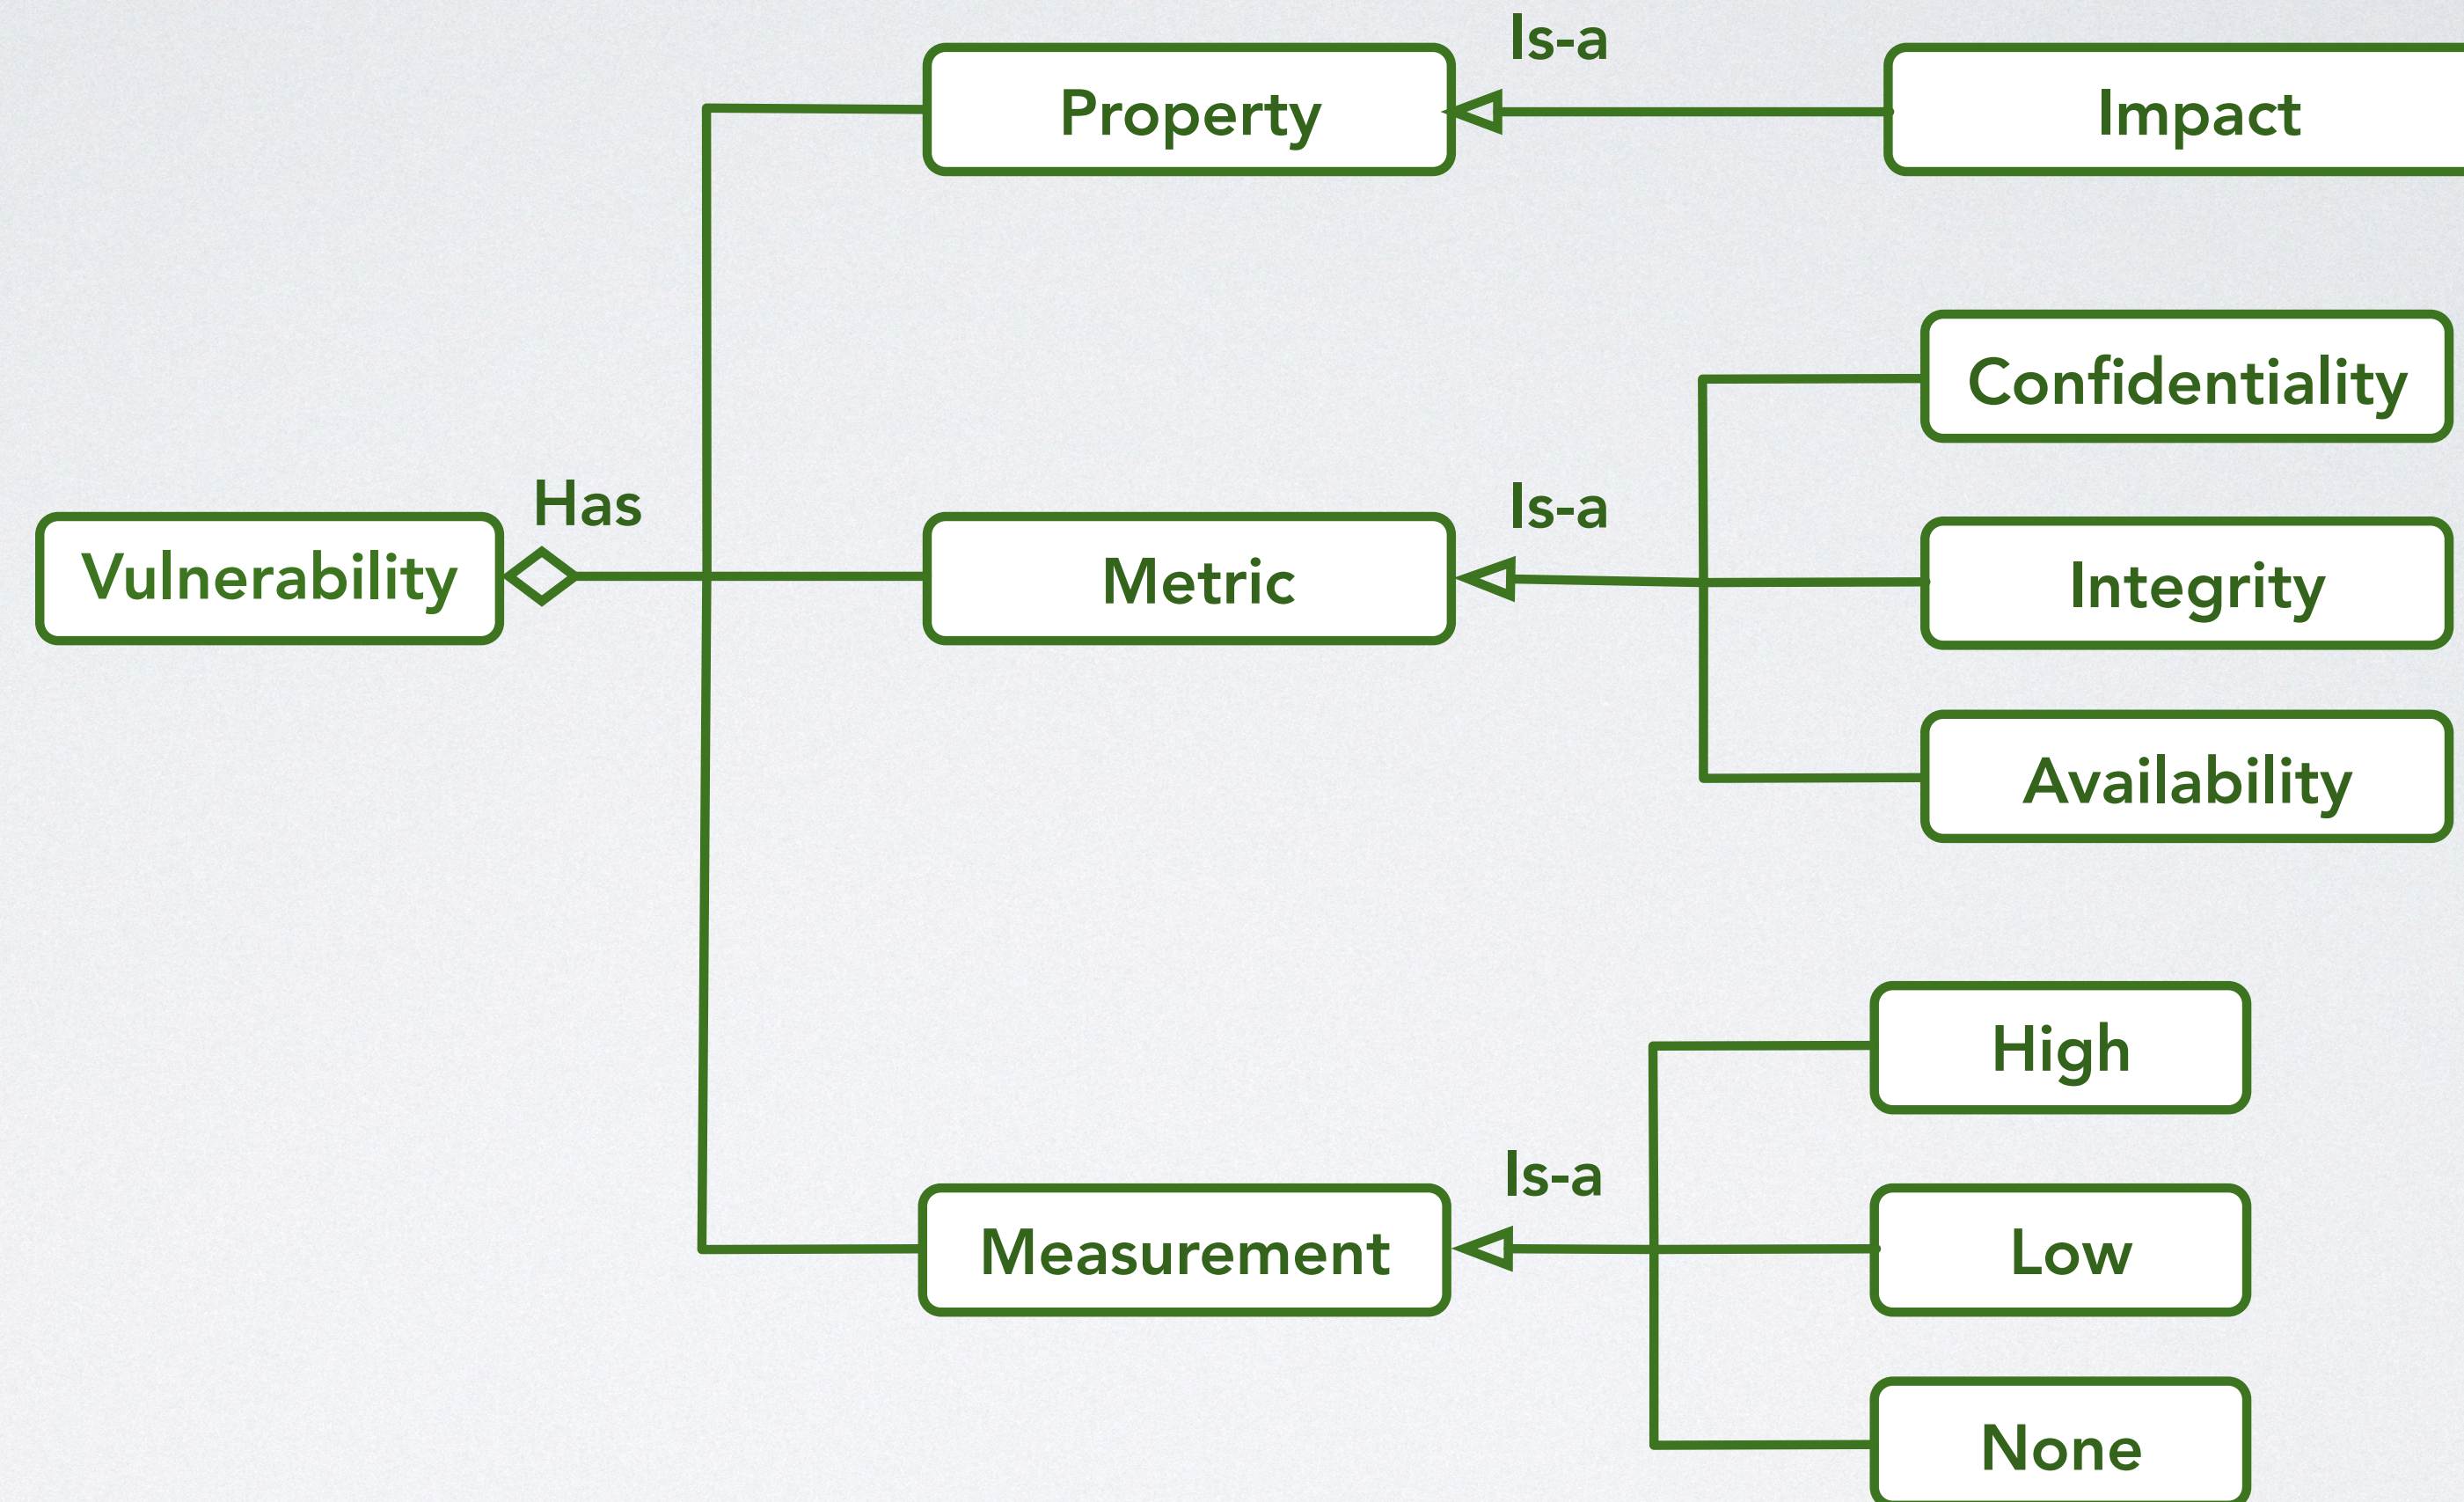 Is-a
Property
Impact
Confidentiality
Has
Is-a
Vulnerability
Metric
Integrity
Availability
High
Is-a
Measurement
Low
None